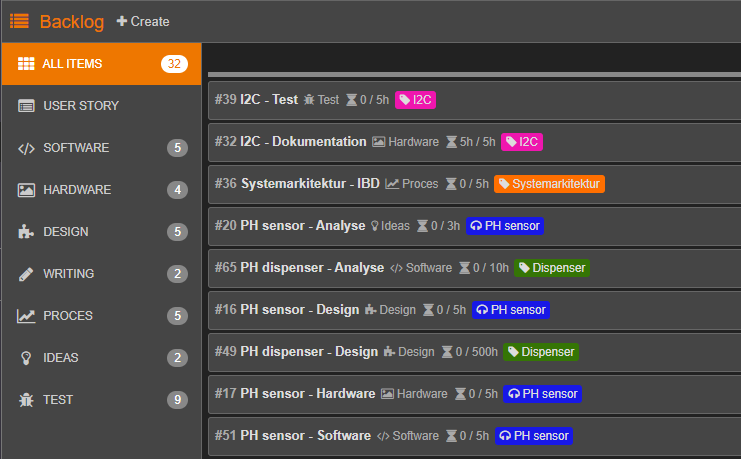 Backlog Create
ALL ITEMS 32
USER STORY
SOFTWARE 5
HARDWARE 4
DESIGN 5
WRITING 2
PROCES 5
IDEAS 2
TEST 9
#39 I2C - Test Test 0 / 5h I2C
#32 I2C - Dokumentation Hardware 5h / 5h I2C
#36 Systemarkitektur - IBD Proces 0 / 5h Systemarkitektur
#20 PH sensor - Analyse Ideas 0 / 3h PH sensor
#65 PH dispenser - Analyse Software 0 / 10h Dispenser
#16 PH sensor - Design Design 0 / 5h PH sensor
#49 PH dispenser - Design Design 0 / 500h Dispenser
#17 PH sensor - Hardware Hardware 0 / 5h PH sensor
#51 PH sensor - Software Software 0 / 5h PH sensor